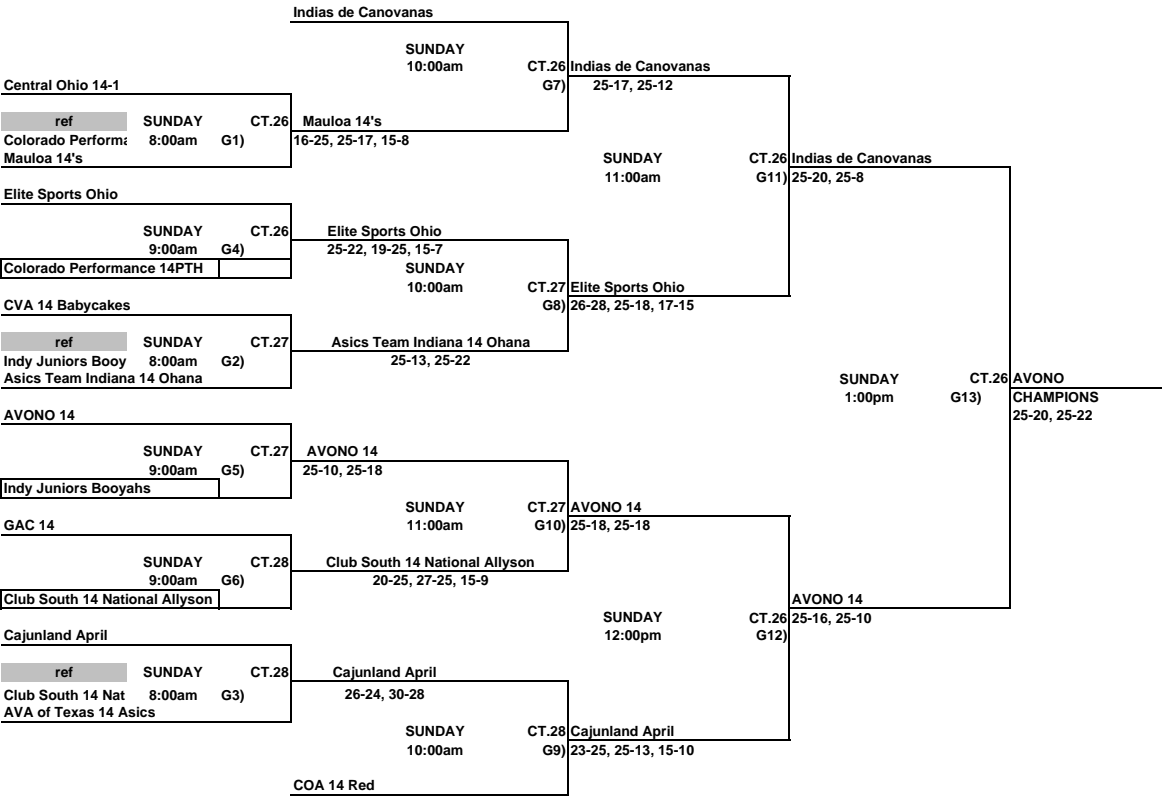 Indias de Canovanas
SUNDAY
10:00am CT.26 Indias de Canovanas
Central Ohio 14-1 G7) 25-17, 25-12
ref SUNDAY CT.26 Mauloa 14's
Colorado Performa 8:00am G1) 16-25, 25-17, 15-8
Mauloa 14's SUNDAY CT.26 Indias de Canovanas
11:00am G11) 25-20, 25-8
Elite Sports Ohio
SUNDAY CT.26 Elite Sports Ohio
9:00am G4) 25-22, 19-25, 15-7
Colorado Performance 14PTH SUNDAY
10:00am CT.27 Elite Sports Ohio
CVA 14 Babycakes G8) 26-28, 25-18, 17-15
ref SUNDAY CT.27 Asics Team Indiana 14 Ohana
Indy Juniors Booy 8:00am G2) 25-13, 25-22
Asics Team Indiana 14 Ohana SUNDAY CT.26 AVONO
1:00pm G13) CHAMPIONS
AVONO 14 25-20, 25-22
SUNDAY CT.27 AVONO 14
9:00am G5) 25-10, 25-18
Indy Juniors Booyahs
SUNDAY CT.27 AVONO 14
GAC 14 11:00am G10) 25-18, 25-18
SUNDAY CT.28 Club South 14 National Allyson
9:00am G6) 20-25, 27-25, 15-9
Club South 14 National Allyson AVONO 14
SUNDAY CT.26 25-16, 25-10
Cajunland April 12:00pm G12)
ref SUNDAY CT.28 Cajunland April
Club South 14 Nat 8:00am G3) 26-24, 30-28
AVA of Texas 14 Asics
SUNDAY CT.28 Cajunland April
10:00am G9) 23-25, 25-13, 15-10
COA 14 Red